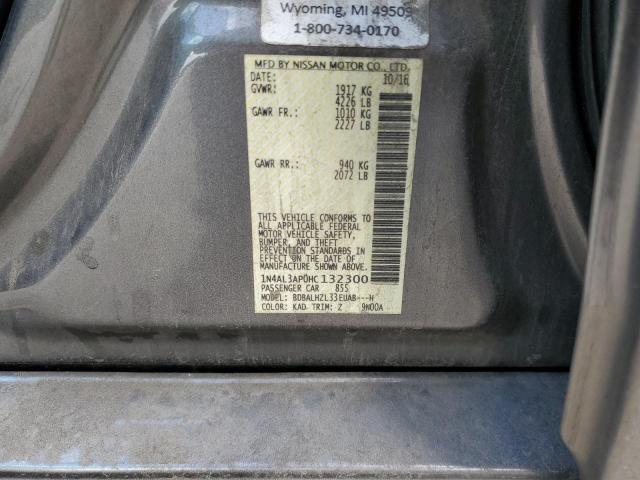 Wyoming, MI 49509
1-800-734-0170
MFD BY NISSAN MOTOR CO., LTD.
DATE: 10/16
GVWR: 1917 KG
4226 LB
GAWR FR.: 1010 KG
2227 LB
GAWR RR.: 940 KG
2072 LB
THIS VEHICLE CONFORMS TO
ALL APPLICABLE FEDERAL
MOTOR VEHICLE SAFETY,
BUMPER, AND THEFT
PREVENTION STANDARDS IN
EFFECT ON THE DATE OF
MANUFACTURE SHOWN ABOVE.
1N4AL3AP0HC132300
PASSENGER CAR 85S
MODEL: BDBALHZL33EUAB---H
COLOR: KAD TRIM: Z 9N00A